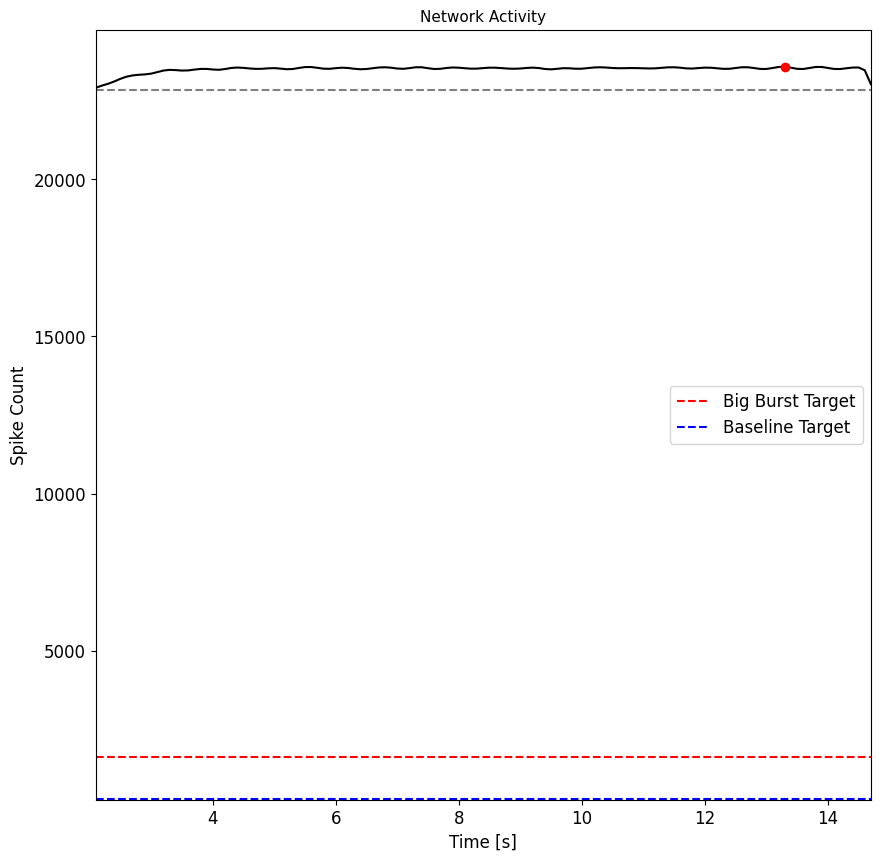 Network Activity
Spike Count
20000
15000
10000
5000
Big Burst Target
Baseline Target
4 6 8 10 12 14
Time [s]